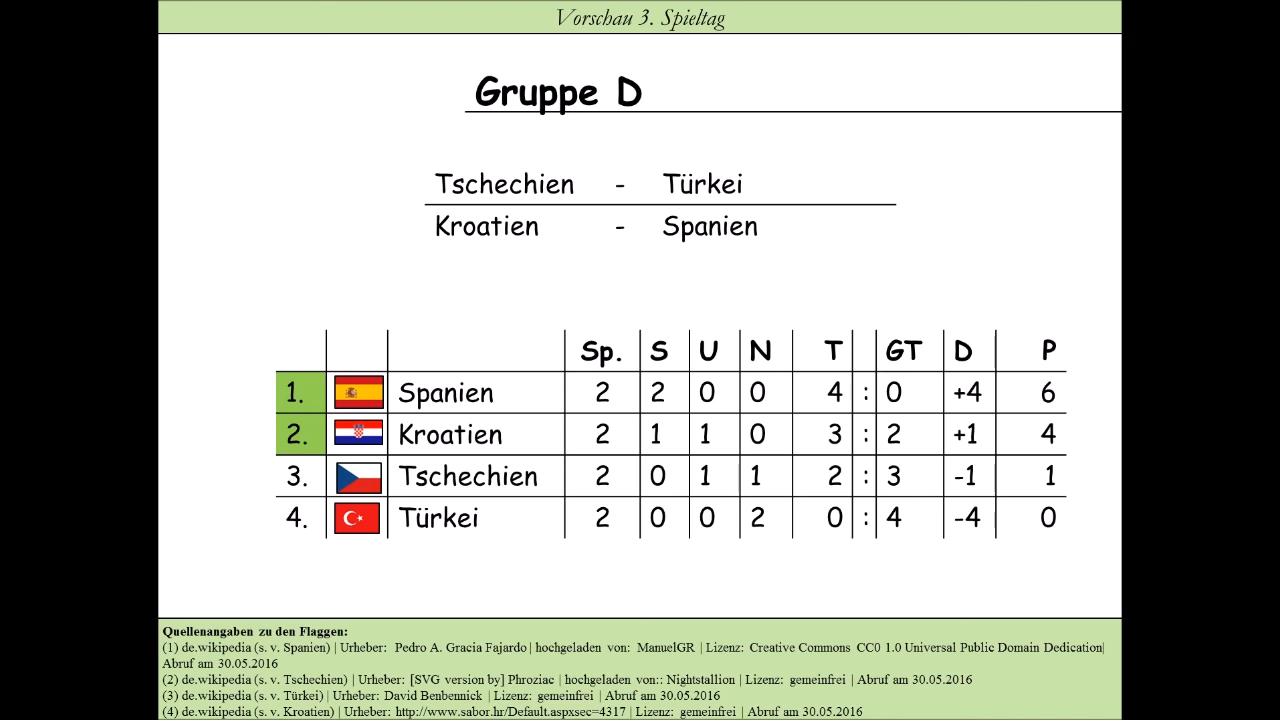 Vorschau 3. Spieltag
Gruppe D
Tschechien - Türkei
Kroatien - Spanien
Sp. S U N T GT D P
1. Spanien 2 2 0 0 4 : 0 +4 6
2. Kroatien 2 1 1 0 3 : 2 +1 4
3. Tschechien 2 0 1 1 2 : 3 -1 1
4. Türkei 2 0 0 2 0 : 4 -4 0
Quellenangaben zu den Flaggen:
(1) de.wikipedia (s. v. Spanien) | Urheber: Pedro A. Gracia Fajardo | hochgeladen von: ManuelGR | Lizenz: Creative Commons CC0 1.0 Universal Public Domain Dedication|
Abruf am 30.05.2016
(2) de.wikipedia (s. v. Tschechien) | Urheber: [SVG version by] Phroziac | hochgeladen von:: Nightstallion | Lizenz: gemeinfrei | Abruf am 30.05.2016
(3) de.wikipedia (s. v. Türkei) | Urheber: David Benbennick | Lizenz: gemeinfrei | Abruf am 30.05.2016
(4) de.wikipedia (s. v. Kroatien) | Urheber: http://www.sabor.hr/Default.aspxsec=4317 | Lizenz: gemeinfrei | Abruf am 30.05.2016